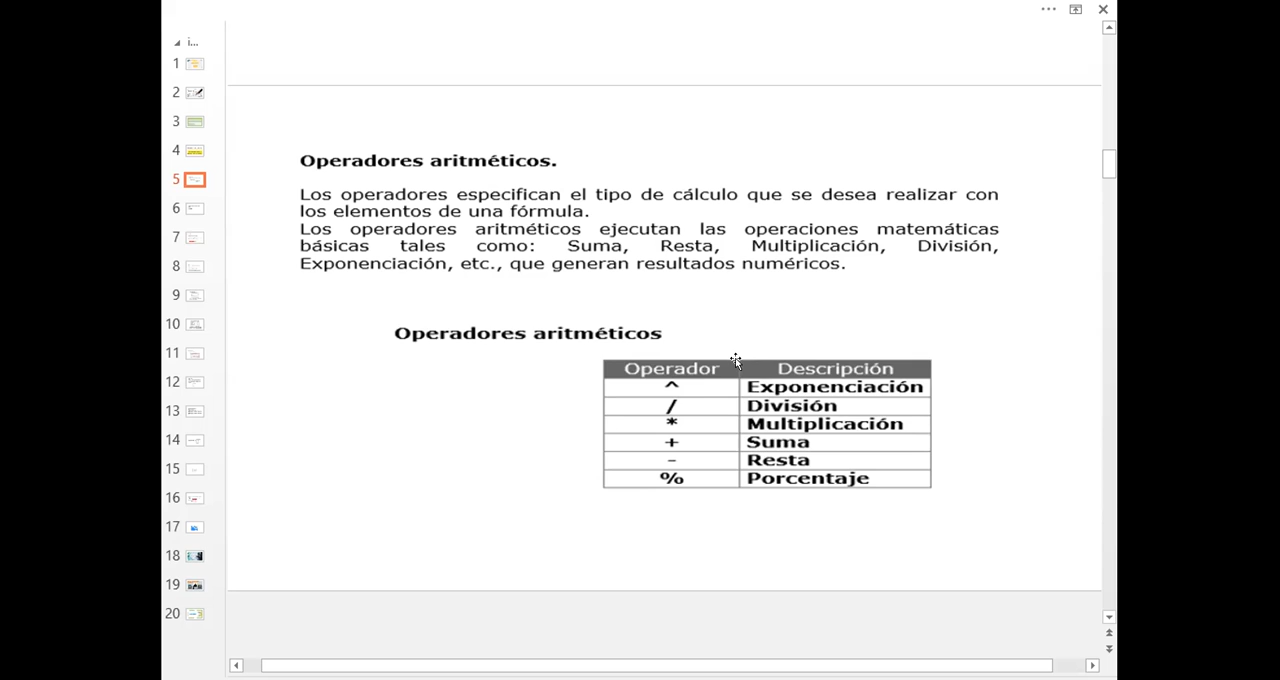 i...
1
2
3
4
5
6
7
8
9
10
11
12
13
14
15
16
17
18
19
20
Operadores aritméticos.
Los operadores especifican el tipo de cálculo que se desea realizar con
los elementos de una fórmula.
Los operadores aritméticos ejecutan las operaciones matemáticas
básicas tales como: Suma, Resta, Multiplicación, División,
Exponenciación, etc., que generan resultados numéricos.
Operadores aritméticos
Operador Descripción
^ Exponenciación
/ División
* Multiplicación
+ Suma
- Resta
% Porcentaje